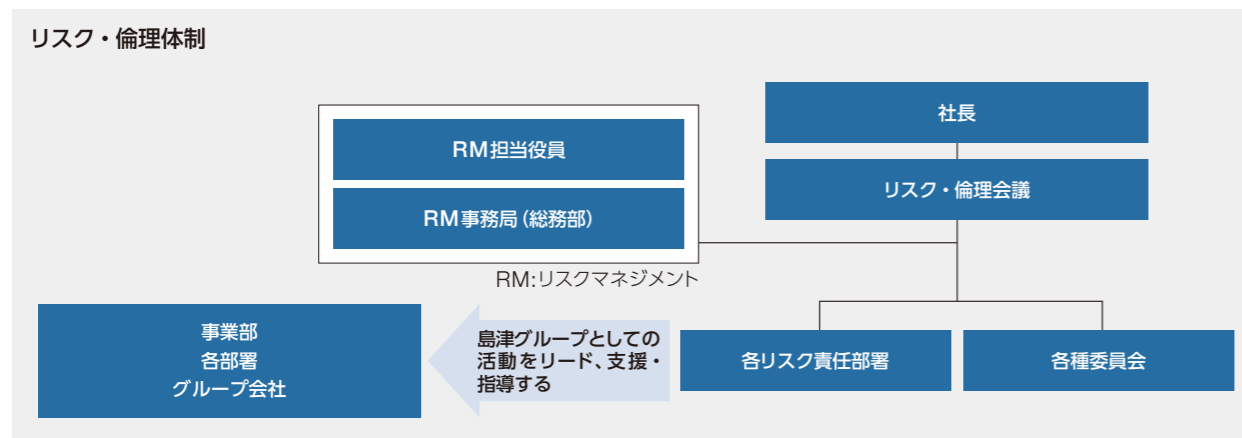 リスク・倫理体制
社長
リスク・倫理会議
RM担当役員
RM事務局（総務部）
RM:リスクマネジメント
各リスク責任部署
各種委員会
島津グループとしての
活動をリード、支援・
指導する
事業部
各部署
グループ会社